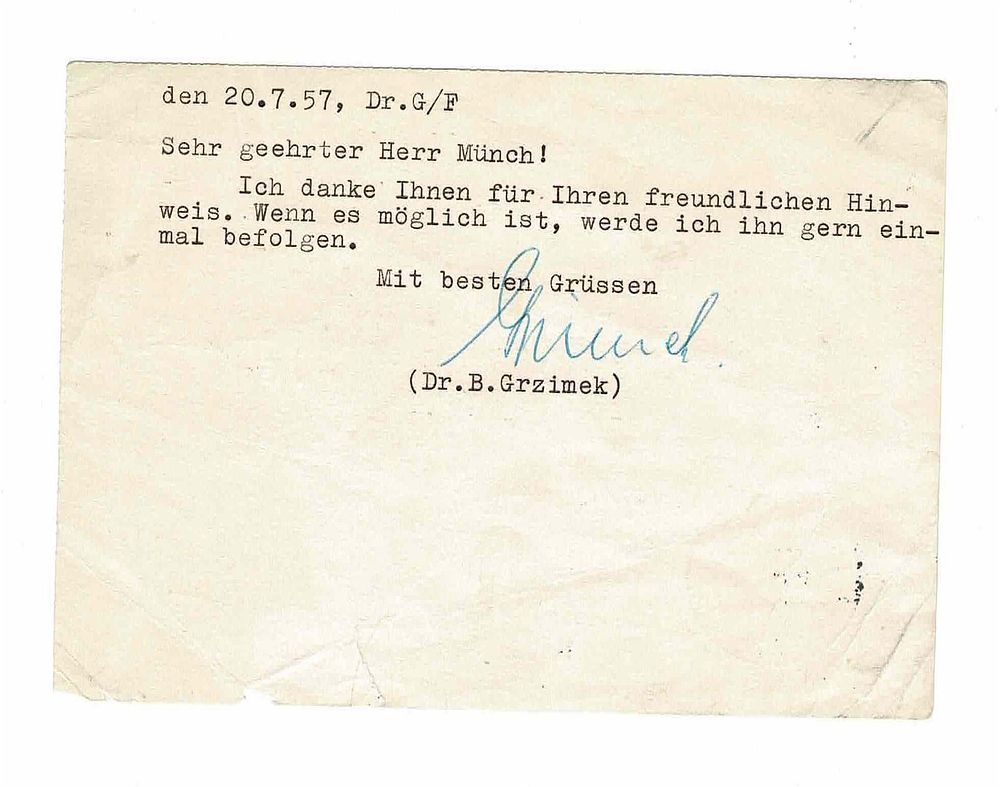 den 20.7.57, Dr.G/F
Sehr geehrter Herr Münch!
Ich danke Ihnen für Ihren freundlichen Hin-
weis. Wenn es möglich ist, werde ich ihn gern ein-
mal befolgen.
Mit besten Grüssen
Grzimek
(Dr.B.Grzimek)